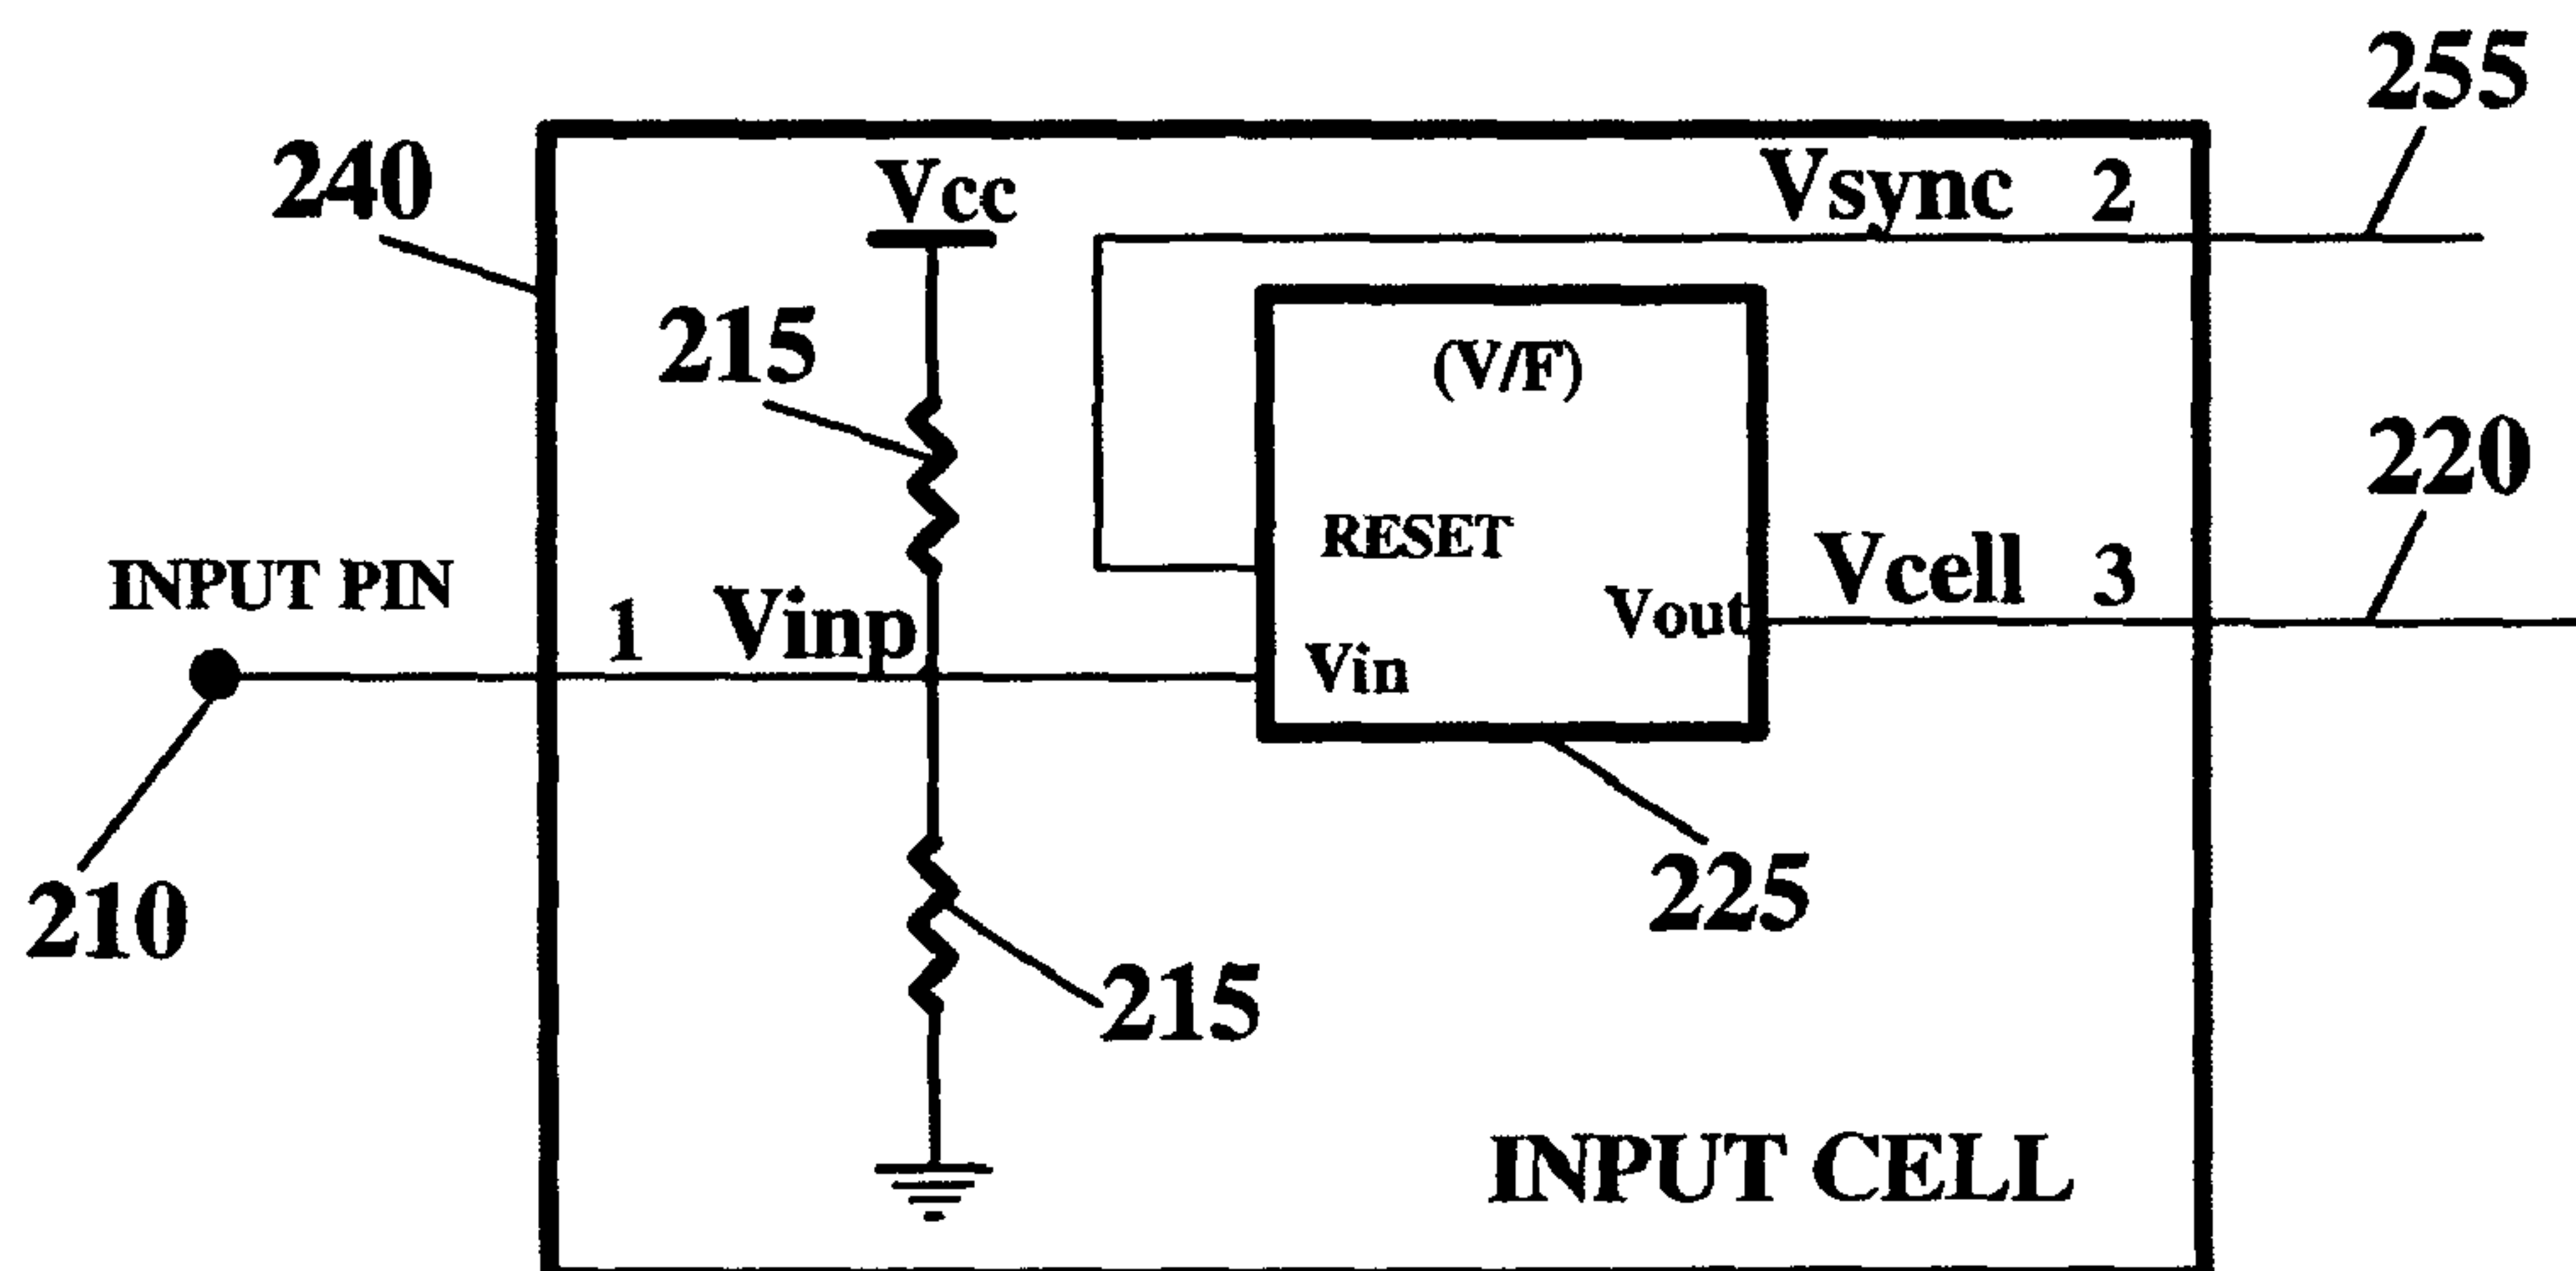 255
240
Vcc
Vsync 2
215
(V/F)
220
RESET
INPUT PIN
1 Vinp
Vcell 3
Vout
Vin
210
225
215
INPUT CELL